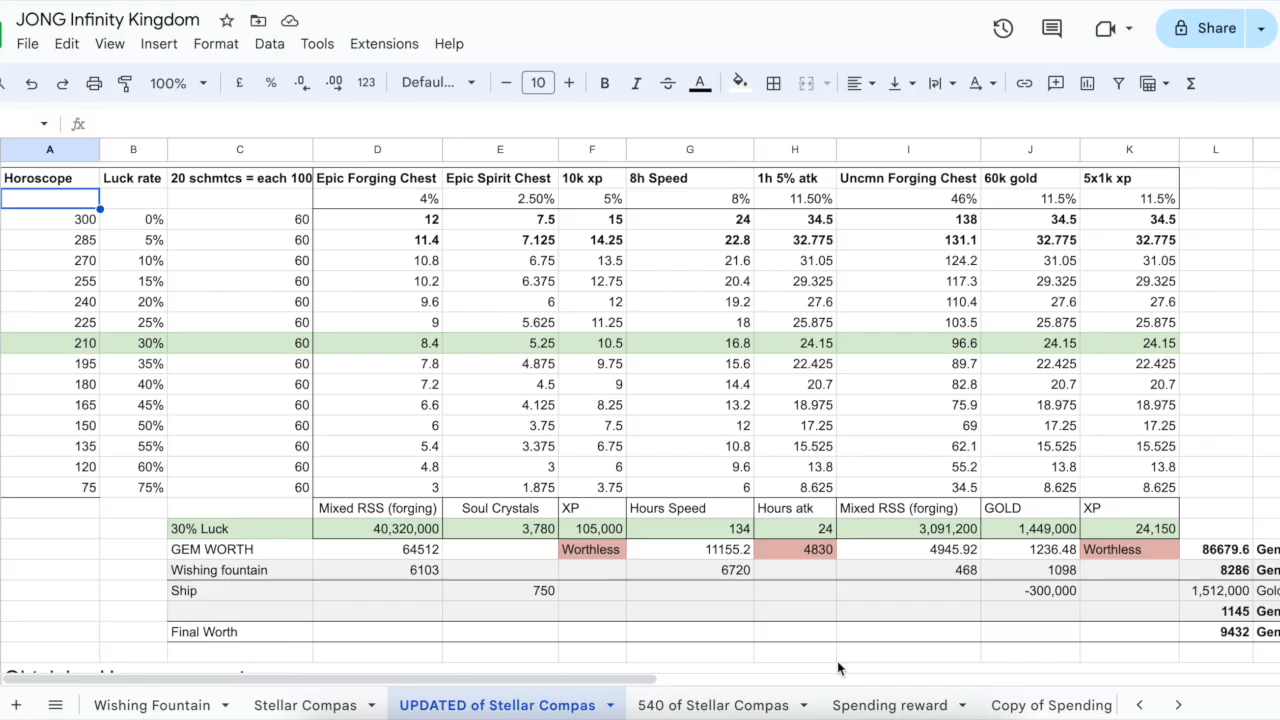 JONG Infinity Kingdom
File Edit View Insert Format Data Tools Extensions Help
Share
100% £ % .0 .00 123 Defaul... − 10 + B I S A Σ
fx
A B C D E F G H I J K L
Horoscope Luck rate 20 schmtcs = each 100 Epic Forging Chest Epic Spirit Chest 10k xp 8h Speed 1h 5% atk Uncmn Forging Chest 60k gold 5x1k xp
4% 2.50% 5% 8% 11.50% 46% 11.5% 11.5%
300 0% 60 12 7.5 15 24 34.5 138 34.5 34.5
285 5% 60 11.4 7.125 14.25 22.8 32.775 131.1 32.775 32.775
270 10% 60 10.8 6.75 13.5 21.6 31.05 124.2 31.05 31.05
255 15% 60 10.2 6.375 12.75 20.4 29.325 117.3 29.325 29.325
240 20% 60 9.6 6 12 19.2 27.6 110.4 27.6 27.6
225 25% 60 9 5.625 11.25 18 25.875 103.5 25.875 25.875
210 30% 60 8.4 5.25 10.5 16.8 24.15 96.6 24.15 24.15
195 35% 60 7.8 4.875 9.75 15.6 22.425 89.7 22.425 22.425
180 40% 60 7.2 4.5 9 14.4 20.7 82.8 20.7 20.7
165 45% 60 6.6 4.125 8.25 13.2 18.975 75.9 18.975 18.975
150 50% 60 6 3.75 7.5 12 17.25 69 17.25 17.25
135 55% 60 5.4 3.375 6.75 10.8 15.525 62.1 15.525 15.525
120 60% 60 4.8 3 6 9.6 13.8 55.2 13.8 13.8
75 75% 60 3 1.875 3.75 6 8.625 34.5 8.625 8.625
Mixed RSS (forging) Soul Crystals XP Hours Speed Hours atk Mixed RSS (forging) GOLD XP
30% Luck 40,320,000 3,780 105,000 134 24 3,091,200 1,449,000 24,150
GEM WORTH 64512 Worthless 11155.2 4830 4945.92 1236.48 Worthless 86679.6 Gen
Wishing fountain 6103 6720 468 1098 8286 Gen
Ship 750 -300,000 1,512,000 Gold
1145 Gen
Final Worth 9432 Gen
+ Wishing Fountain Stellar Compas UPDATED of Stellar Compas 540 of Stellar Compas Spending reward Copy of Spending